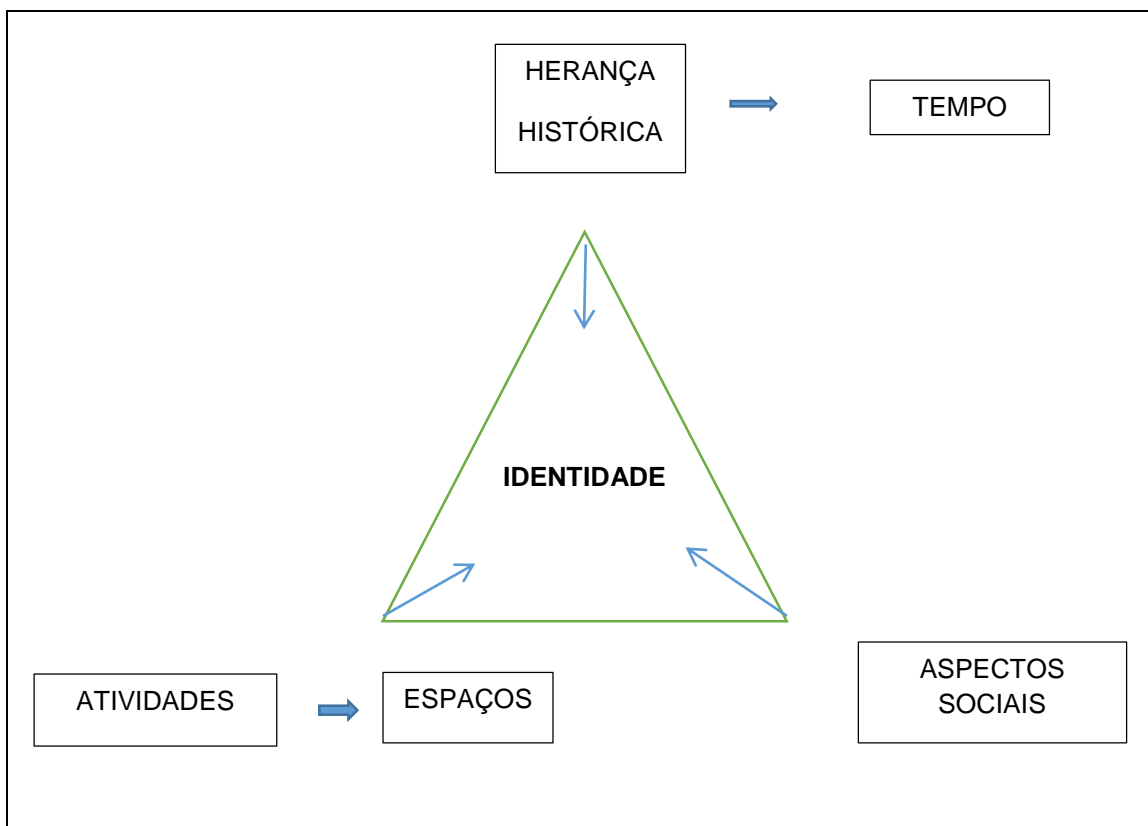 HERANÇA
HISTÓRICA
TEMPO
IDENTIDADE
ATIVIDADES
ESPAÇOS
ASPECTOS
SOCIAIS